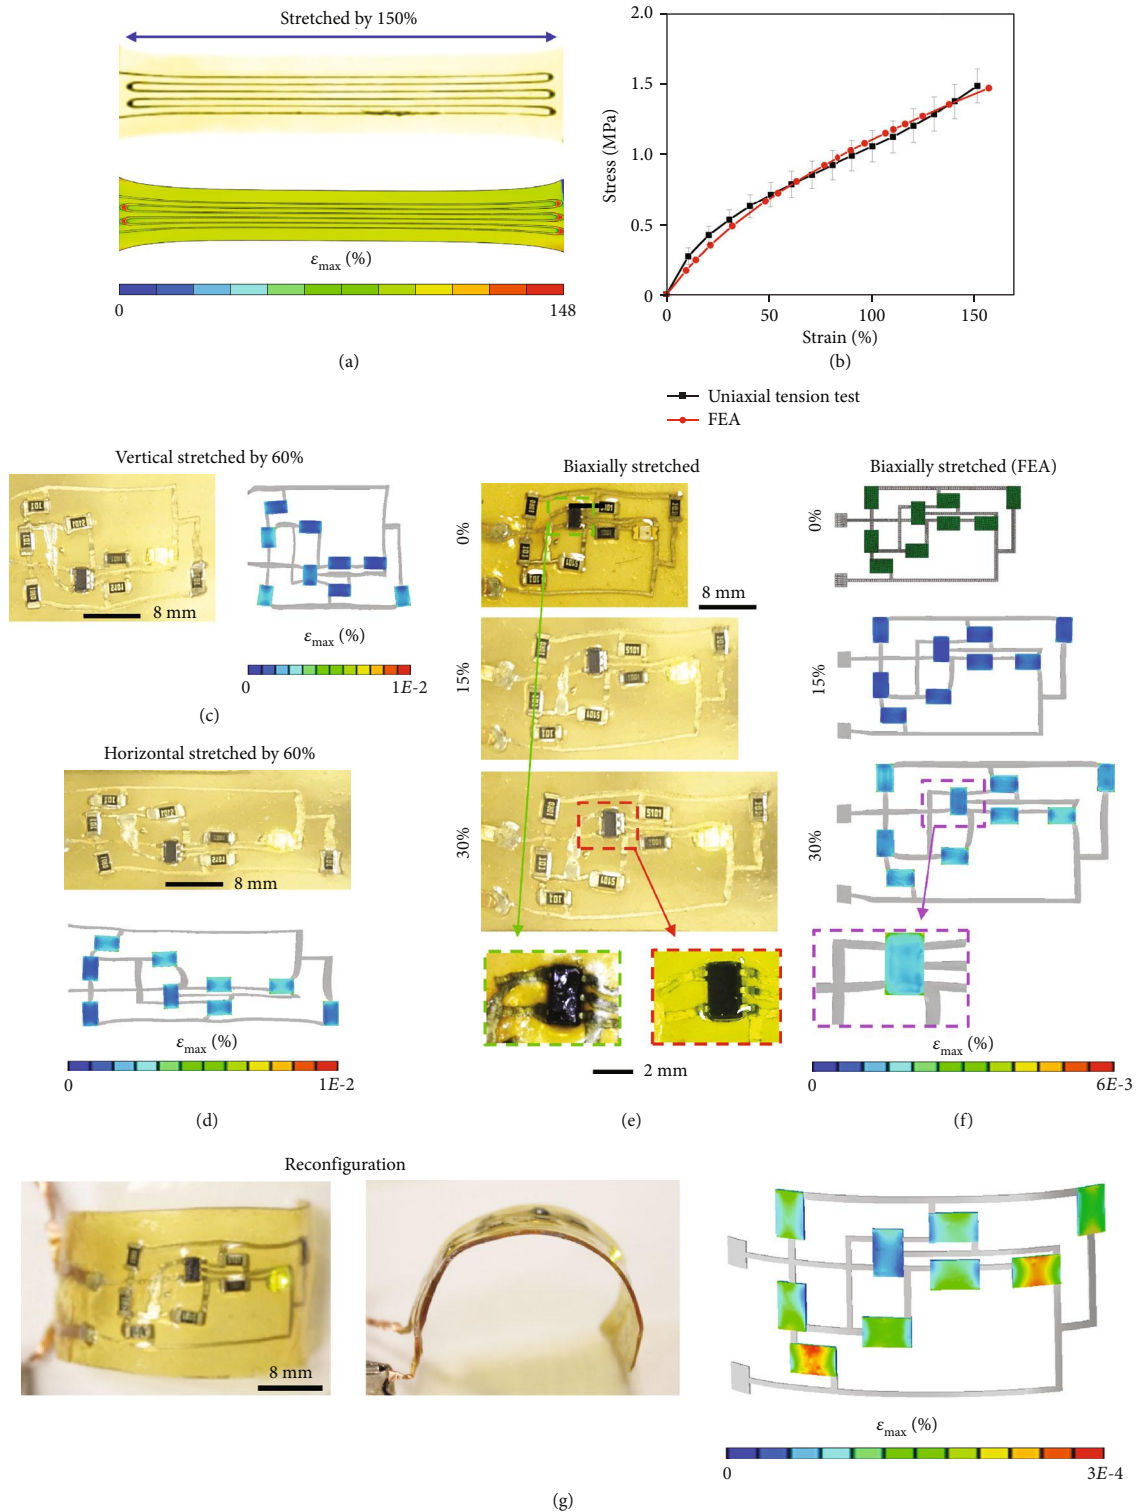 Stretched by 150%
ε_max (%)
0 148
(a)
2.0
1.5
1.0
0.5
0
Stress (MPa)
0 50 100 150
Strain (%)
(b)
Uniaxial tension test
FEA
Vertical stretched by 60%
8 mm
ε_max (%)
0 1E-2
(c)
Horizontal stretched by 60%
8 mm
ε_max (%)
0 1E-2
(d)
Biaxially stretched
0%
8 mm
15%
5101
30%
5101
2 mm
(e)
Biaxially stretched (FEA)
0%
15%
30%
ε_max (%)
0 6E-3
(f)
Reconfiguration
8 mm
ε_max (%)
0 3E-4
(g)